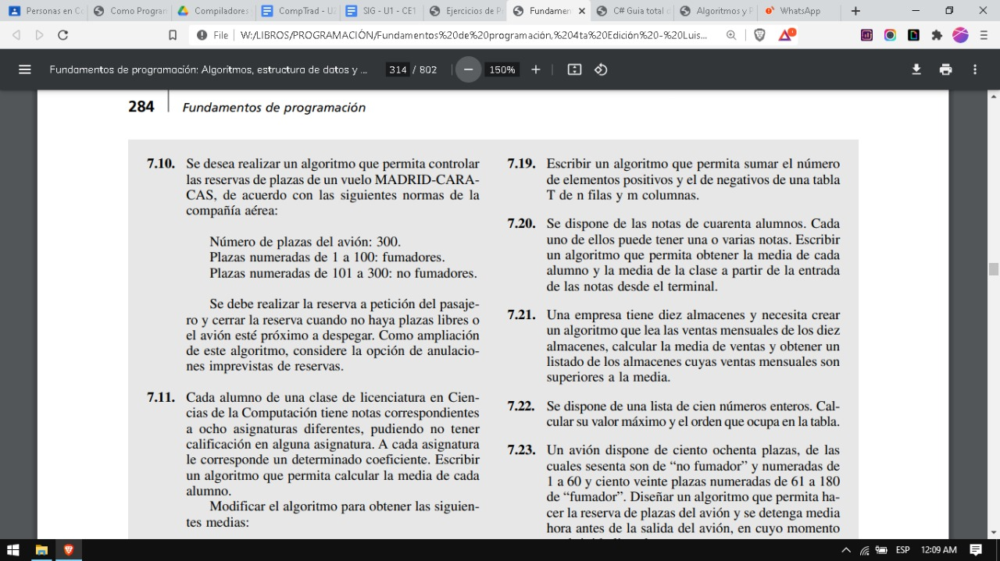 Personas en Co
Como Program
Compiladores
CompTrad - U2
SIG - U1 - CE1
Ejercicios de P
Fundamen
C# Guia total d
Algoritmos y P
WhatsApp
File
W:/LIBROS/PROGRAMACIÓN/Fundamentos%20de%20programación,%204ta%20Edición%20-%20Luis...
Fundamentos de programación: Algoritmos, estructura de datos y ...
314 / 802
150%
284 Fundamentos de programación
7.10. Se desea realizar un algoritmo que permita controlar
las reservas de plazas de un vuelo MADRID-CARA-
CAS, de acuerdo con las siguientes normas de la
compañía aérea:
Número de plazas del avión: 300.
Plazas numeradas de 1 a 100: fumadores.
Plazas numeradas de 101 a 300: no fumadores.
Se debe realizar la reserva a petición del pasaje-
ro y cerrar la reserva cuando no haya plazas libres o
el avión esté próximo a despegar. Como ampliación
de este algoritmo, considere la opción de anulacio-
nes imprevistas de reservas.
7.11. Cada alumno de una clase de licenciatura en Cien-
cias de la Computación tiene notas correspondientes
a ocho asignaturas diferentes, pudiendo no tener
calificación en alguna asignatura. A cada asignatura
le corresponde un determinado coeficiente. Escribir
un algoritmo que permita calcular la media de cada
alumno.
Modificar el algoritmo para obtener las siguien-
tes medias:
7.19. Escribir un algoritmo que permita sumar el número
de elementos positivos y el de negativos de una tabla
T de n filas y m columnas.
7.20. Se dispone de las notas de cuarenta alumnos. Cada
uno de ellos puede tener una o varias notas. Escribir
un algoritmo que permita obtener la media de cada
alumno y la media de la clase a partir de la entrada
de las notas desde el terminal.
7.21. Una empresa tiene diez almacenes y necesita crear
un algoritmo que lea las ventas mensuales de los diez
almacenes, calcular la media de ventas y obtener un
listado de los almacenes cuyas ventas mensuales son
superiores a la media.
7.22. Se dispone de una lista de cien números enteros. Cal-
cular su valor máximo y el orden que ocupa en la tabla.
7.23. Un avión dispone de ciento ochenta plazas, de las
cuales sesenta son de “no fumador” y numeradas de
1 a 60 y ciento veinte plazas numeradas de 61 a 180
de “fumador”. Diseñar un algoritmo que permita ha-
cer la reserva de plazas del avión y se detenga media
hora antes de la salida del avión, en cuyo momento
ESP
12:09 AM